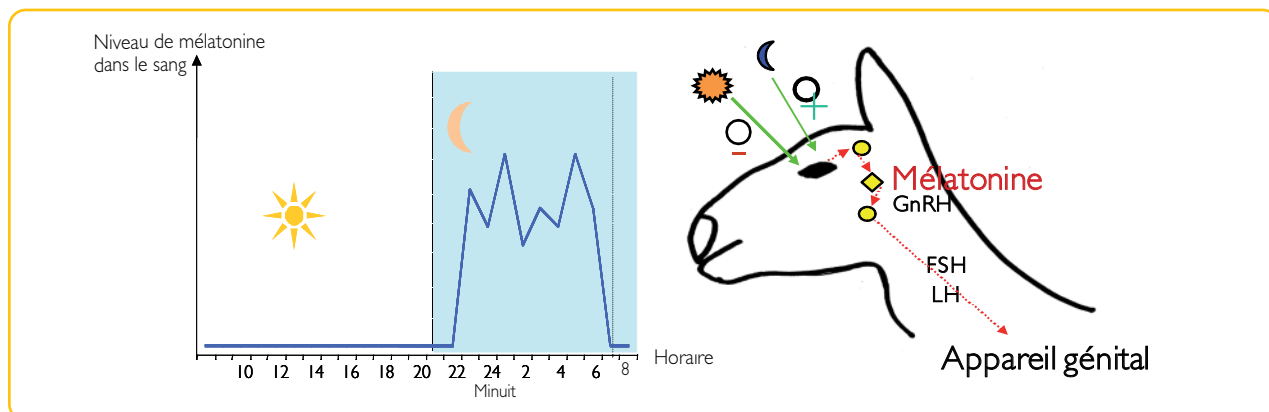 Niveau de mélatonine
dans le sang
10 12 14 16 18 20 22 24 2 4 6 8
Minuit
Horaire
Mélatonine
GnRH
FSH
LH
Appareil génital